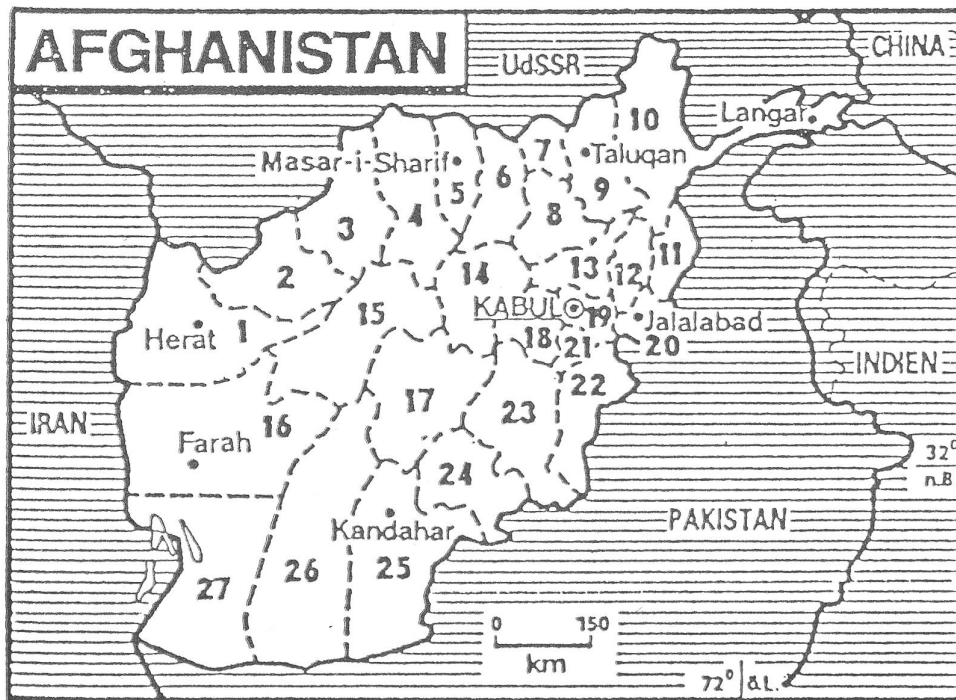 AFGHANISTAN
UdSSR
CHINA
Langar
10
7
Taluqan
Masar-i-Sharif
5
6
9
4
8
3
11
2
14
13
12
15
KABUL
19
Jalalabad
Herat
1
18
21
20
INDIEN
22
17
23
IRAN
16
Farah
32°
n.B
24
Kandahar
PAKISTAN
27
26
25
0 150
km
72° ö.L.